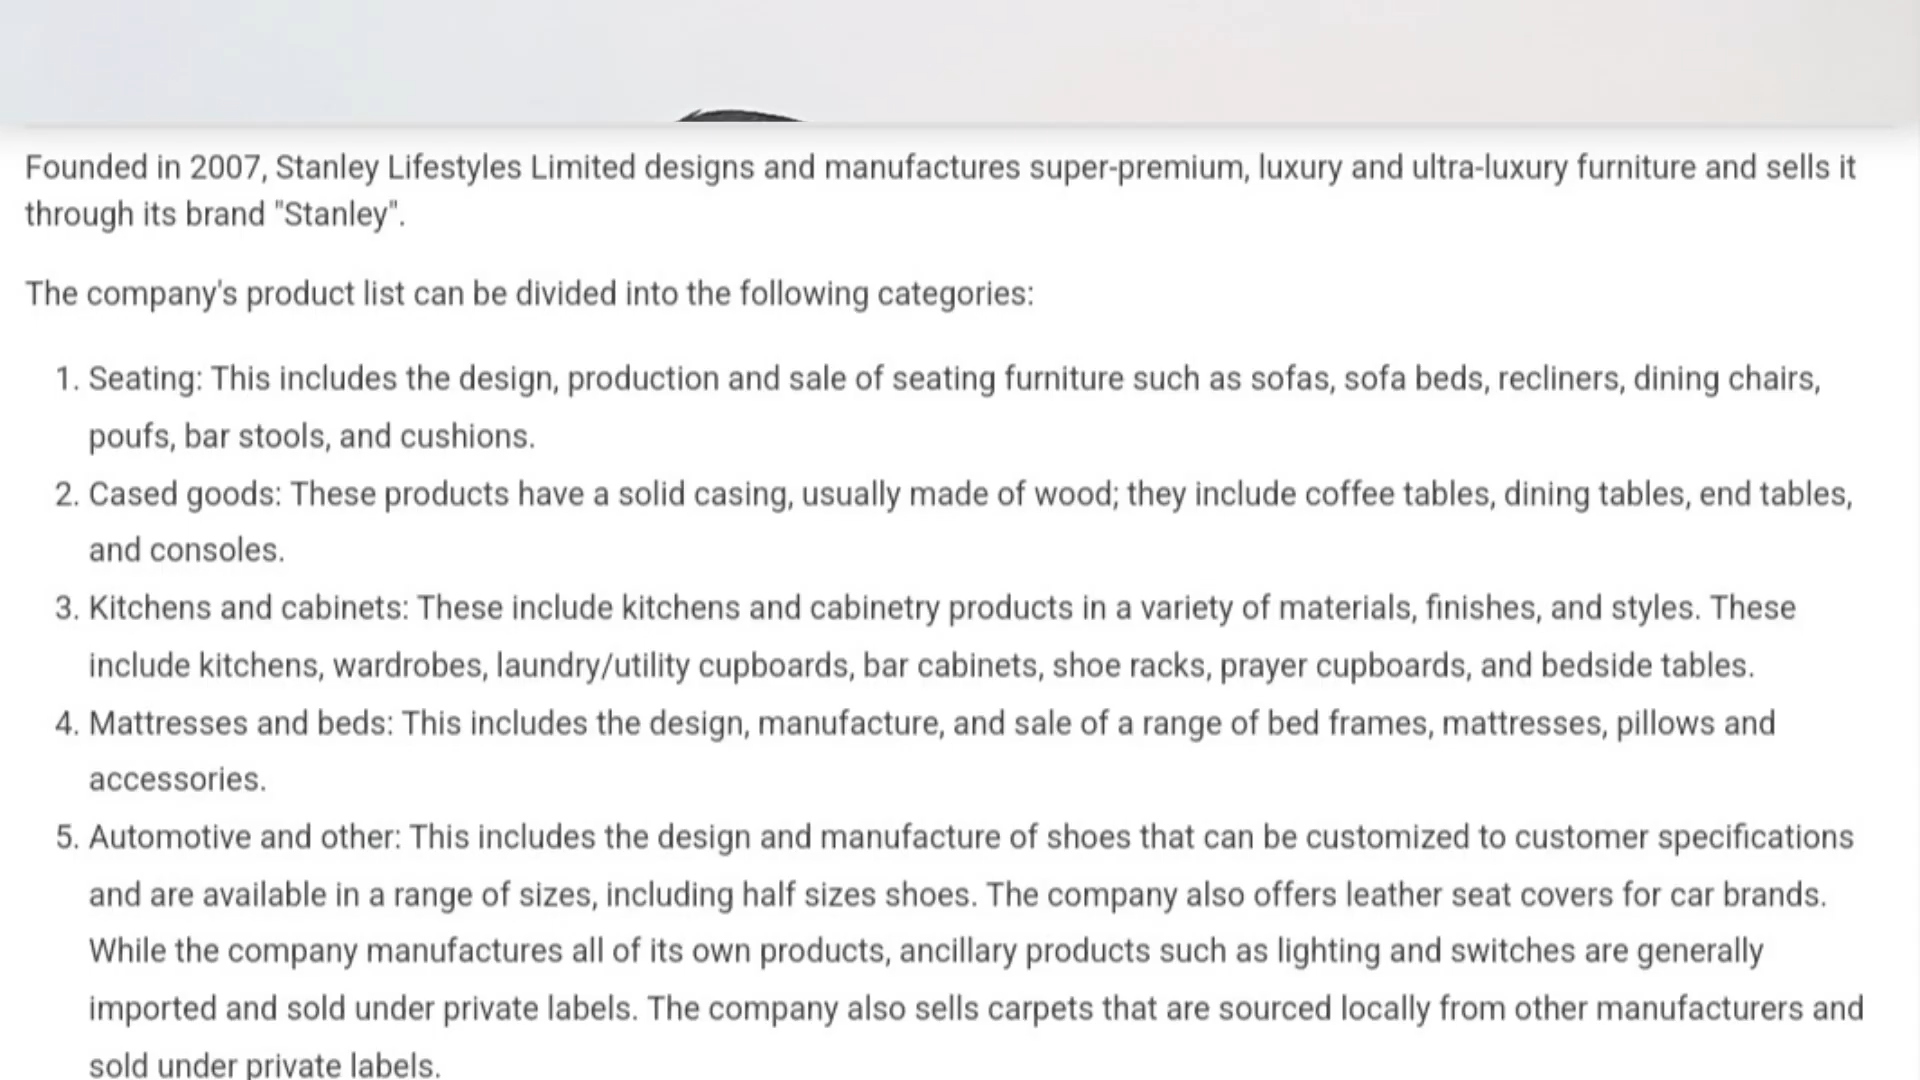 Founded in 2007, Stanley Lifestyles Limited designs and manufactures super-premium, luxury and ultra-luxury furniture and sells it
through its brand "Stanley".
The company's product list can be divided into the following categories:
1. Seating: This includes the design, production and sale of seating furniture such as sofas, sofa beds, recliners, dining chairs,
poufs, bar stools, and cushions.
2. Cased goods: These products have a solid casing, usually made of wood; they include coffee tables, dining tables, end tables,
and consoles.
3. Kitchens and cabinets: These include kitchens and cabinetry products in a variety of materials, finishes, and styles. These
include kitchens, wardrobes, laundry/utility cupboards, bar cabinets, shoe racks, prayer cupboards, and bedside tables.
4. Mattresses and beds: This includes the design, manufacture, and sale of a range of bed frames, mattresses, pillows and
accessories.
5. Automotive and other: This includes the design and manufacture of shoes that can be customized to customer specifications
and are available in a range of sizes, including half sizes shoes. The company also offers leather seat covers for car brands.
While the company manufactures all of its own products, ancillary products such as lighting and switches are generally
imported and sold under private labels. The company also sells carpets that are sourced locally from other manufacturers and
sold under private labels.